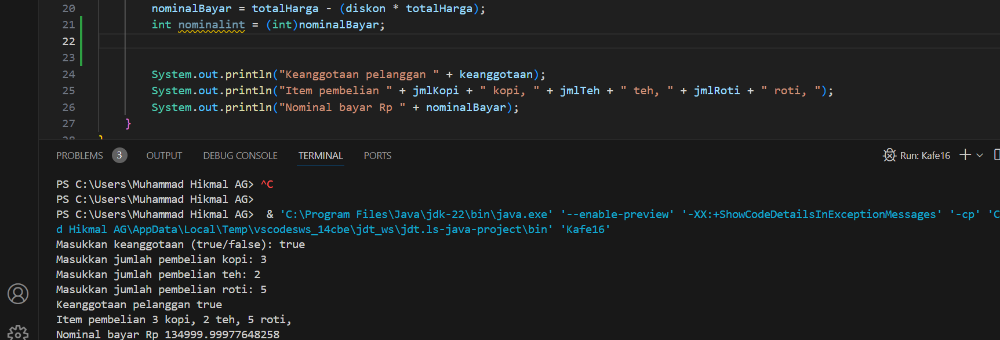 20 nominalBayar = totalHarga - (diskon * totalHarga);
21 int nominalint = (int)nominalBayar;
22
23
24 System.out.println("Keanggotaan pelanggan " + keanggotaan);
25 System.out.println("Item pembelian " + jmlKopi + " kopi, " + jmlTeh + " teh, " + jmlRoti + " roti, ");
26 System.out.println("Nominal bayar Rp " + nominalBayar);
27 }
28 }
PROBLEMS 3 OUTPUT DEBUG CONSOLE TERMINAL PORTS Run: Kafe16
PS C:\Users\Muhammad Hikmal AG> ^C
PS C:\Users\Muhammad Hikmal AG>
PS C:\Users\Muhammad Hikmal AG> & 'C:\Program Files\Java\jdk-22\bin\java.exe' '--enable-preview' '-XX:+ShowCodeDetailsInExceptionMessages' '-cp' 'C
d Hikmal AG\AppData\Local\Temp\vscodesws_14cbe\jdt_ws\jdt.ls-java-project\bin' 'Kafe16'
Masukkan keanggotaan (true/false): true
Masukkan jumlah pembelian kopi: 3
Masukkan jumlah pembelian teh: 2
Masukkan jumlah pembelian roti: 5
Keanggotaan pelanggan true
Item pembelian 3 kopi, 2 teh, 5 roti,
Nominal bayar Rp 134999.99977648258